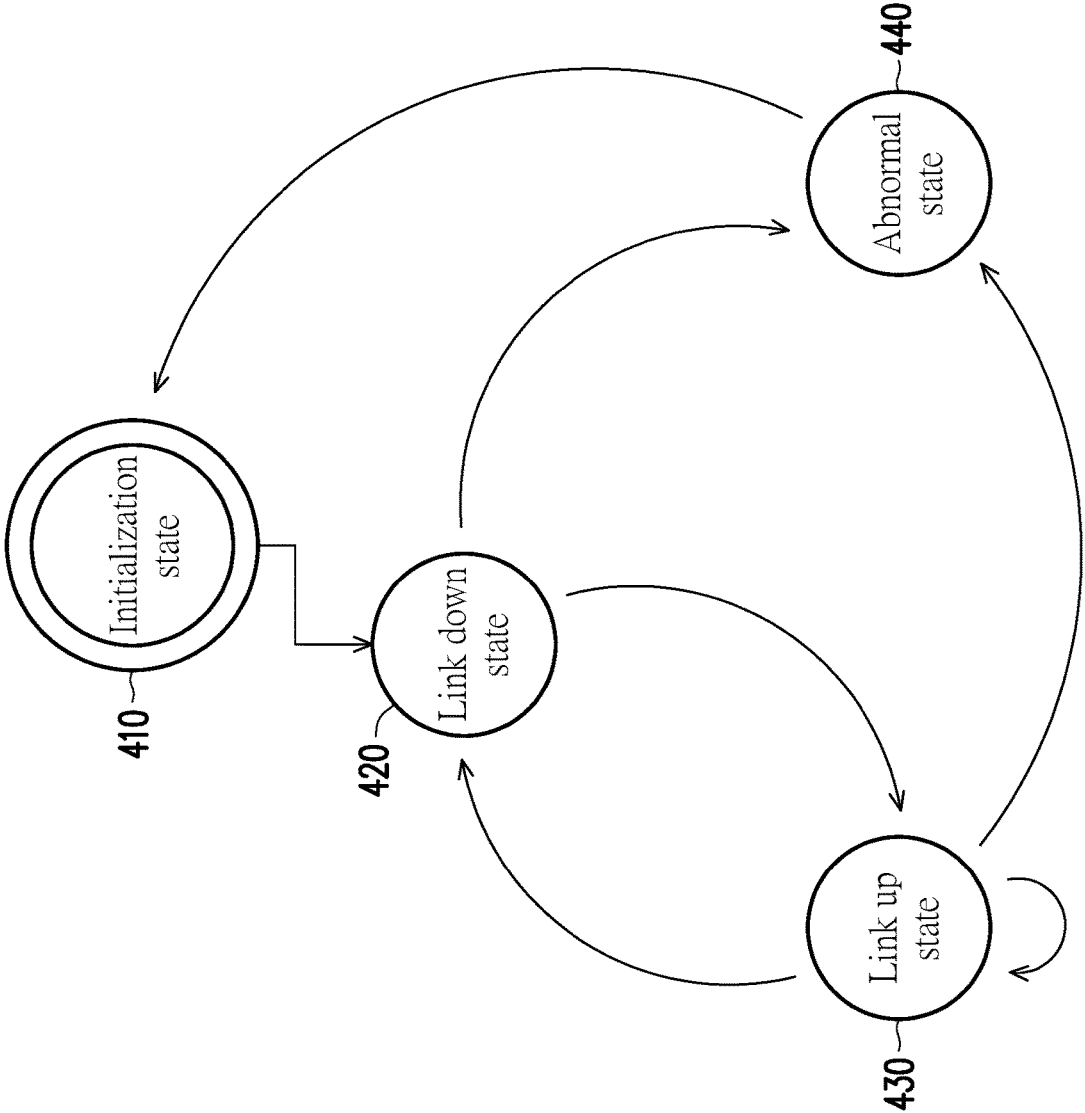 410
Initialization
state
420
Link down
state
430
Link up
state
440
Abnormal
state